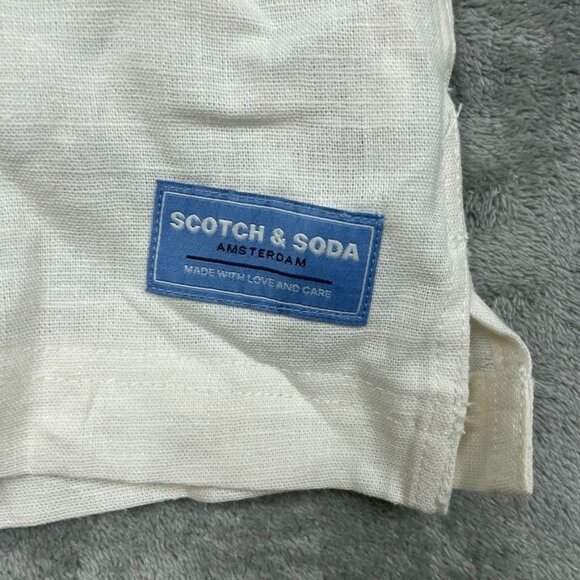 SCOTCH & SODA
AMSTERDAM
MADE WITH LOVE AND CARE